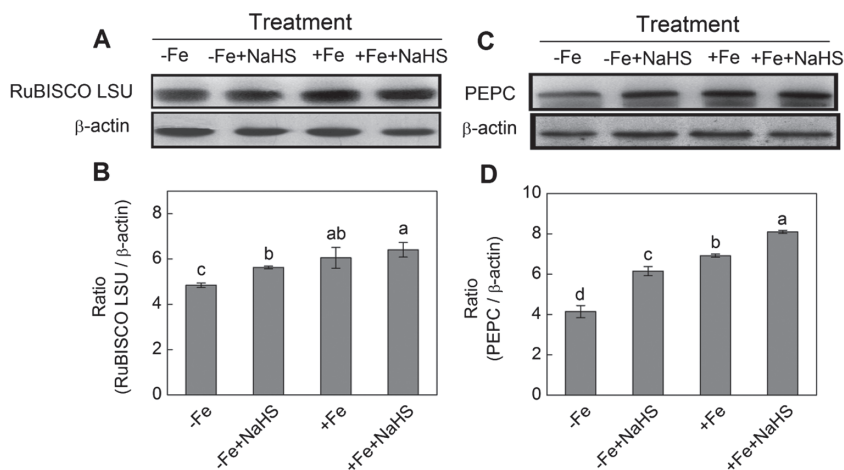 A
Treatment
-Fe -Fe+NaHS +Fe +Fe+NaHS
RuBISCO LSU
β-actin
B
Ratio
(RuBISCO LSU / β-actin)
8
6
4
2
0
c
b
ab
a
-Fe
-Fe+NaHS
+Fe
+Fe+NaHS
C
Treatment
-Fe -Fe+NaHS +Fe +Fe+NaHS
PEPC
β-actin
D
Ratio
(PEPC / β-actin)
10
8
6
4
2
0
d
c
b
a
-Fe
-Fe+NaHS
+Fe
+Fe+NaHS